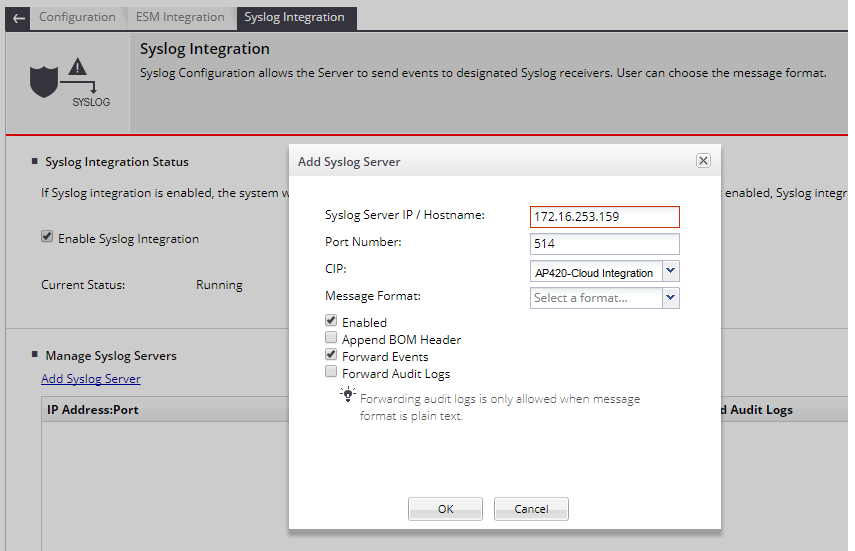 Configuration ESM Integration Syslog Integration
Syslog Integration
Syslog Configuration allows the Server to send events to designated Syslog receivers. User can choose the message format.
SYSLOG
Syslog Integration Status
If Syslog integration is enabled, the system w
enabled, Syslog integr
Enable Syslog Integration
Current Status: Running
Manage Syslog Servers
Add Syslog Server
IP Address:Port
d Audit Logs
Add Syslog Server
Syslog Server IP / Hostname: 172.16.253.159
Port Number: 514
CIP: AP420-Cloud Integration
Message Format: Select a format...
Enabled
Append BOM Header
Forward Events
Forward Audit Logs
Forwarding audit logs is only allowed when message
format is plain text.
OK Cancel